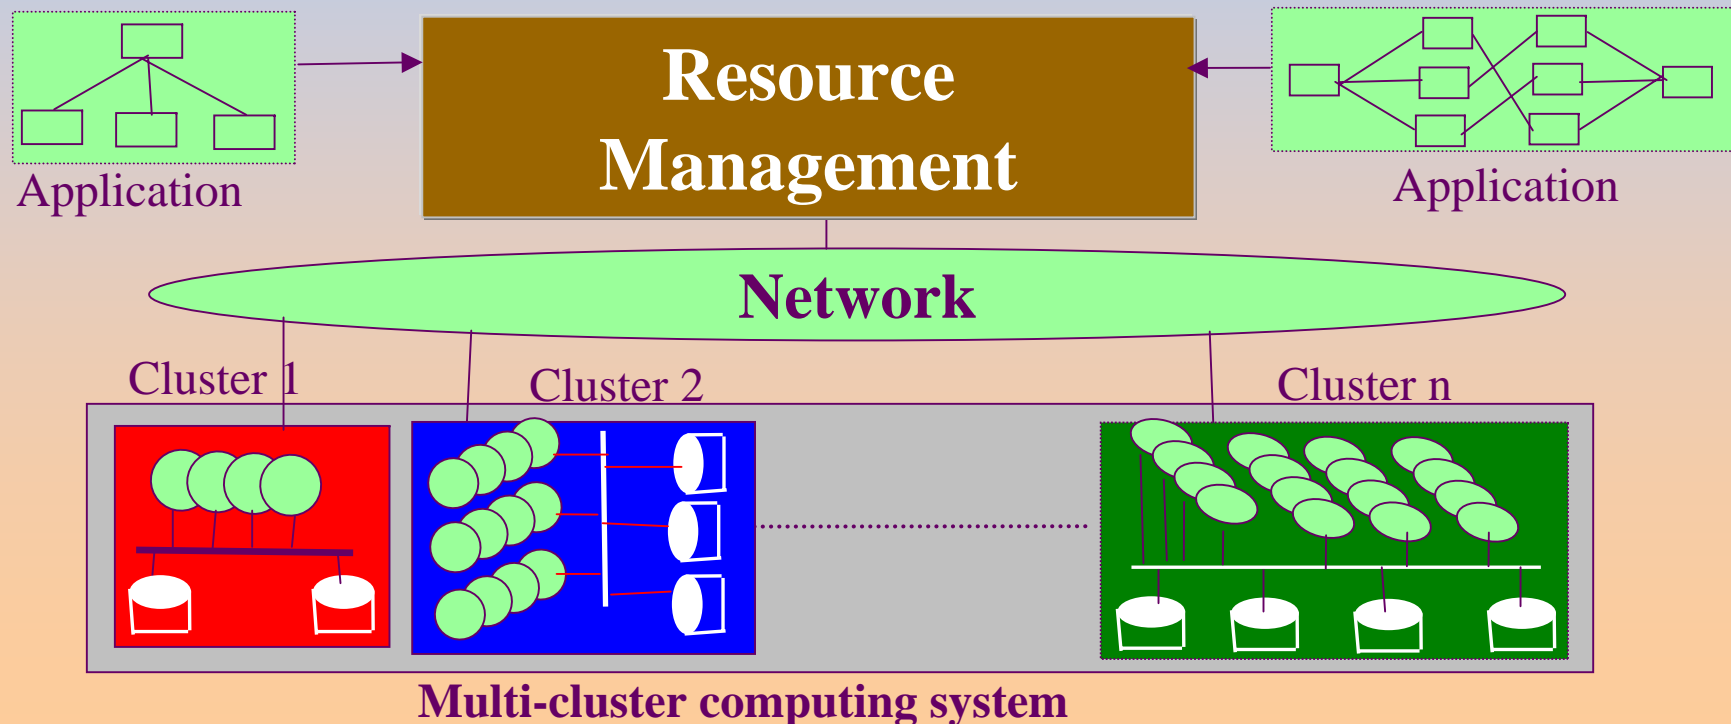 Resource
Management
Application
Application
Network
Cluster 1
Cluster 2
Cluster n
Multi-cluster computing system